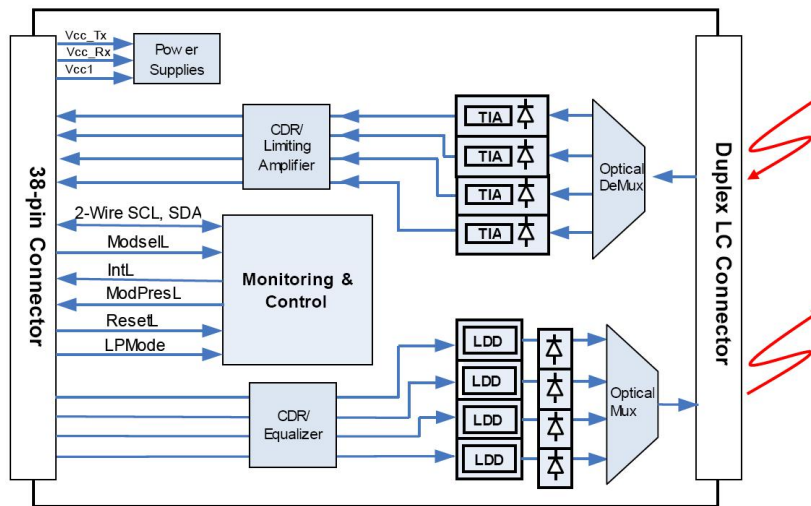 38-pin Connector
Vcc_Tx
Vcc_Rx
Vcc1
Power
Supplies
CDR/
Limiting
Amplifier
TIA
TIA
TIA
TIA
Optical
DeMux
Duplex LC Connector
2-Wire SCL, SDA
ModselL
IntL
ModPresL
ResetL
LPMode
Monitoring &
Control
CDR/
Equalizer
LDD
LDD
LDD
LDD
Optical
Mux